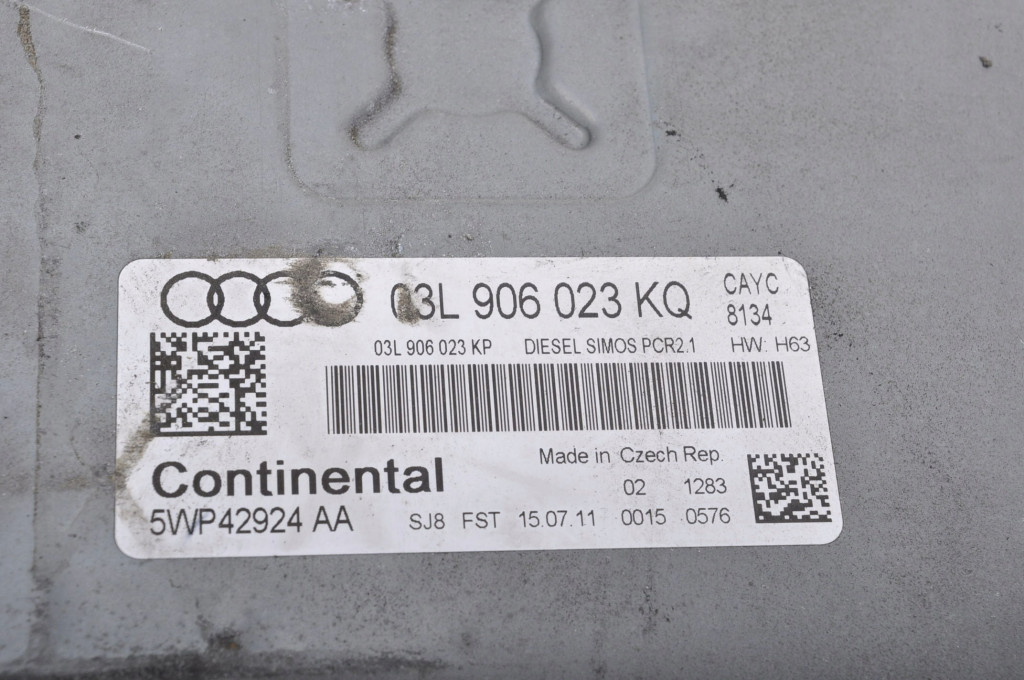 03L 906 023 KQ CAYC
8134
03L 906 023 KP DIESEL SIMOS PCR2.1 HW: H63
Continental
Made in Czech Rep.
02 1283
5WP42924 AA SJ8 FST 15.07.11 0015 0576